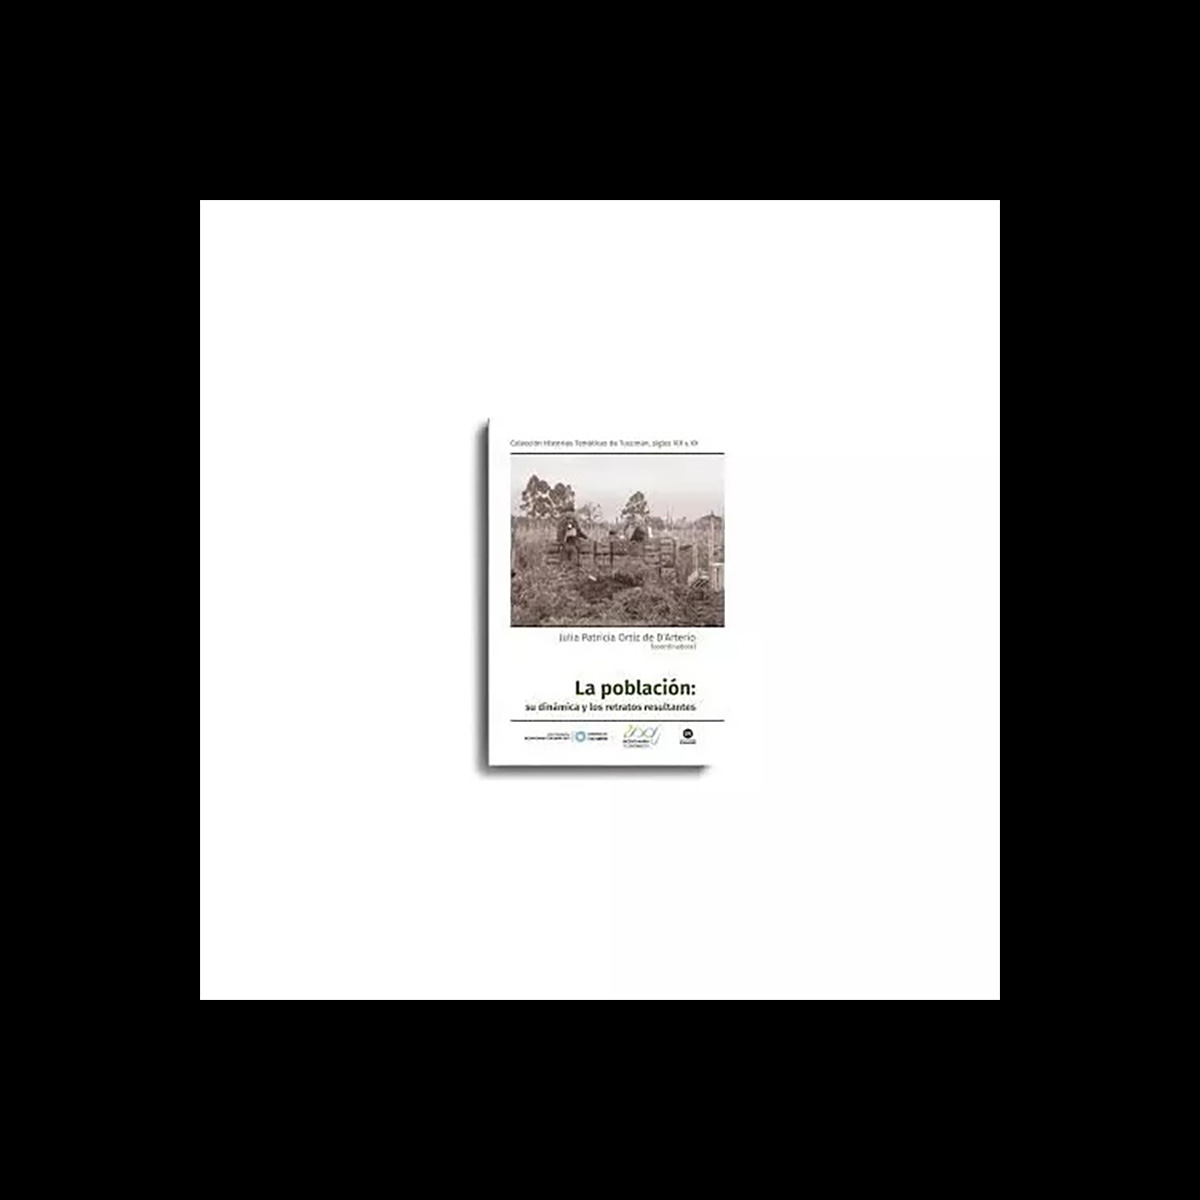 Colección Historias Temáticas de Tucumán, siglos XIX y XX
Julia Patricia Ortiz de D'Arterio
(coordinadora)
La población:
su dinámica y los retratos resultantes